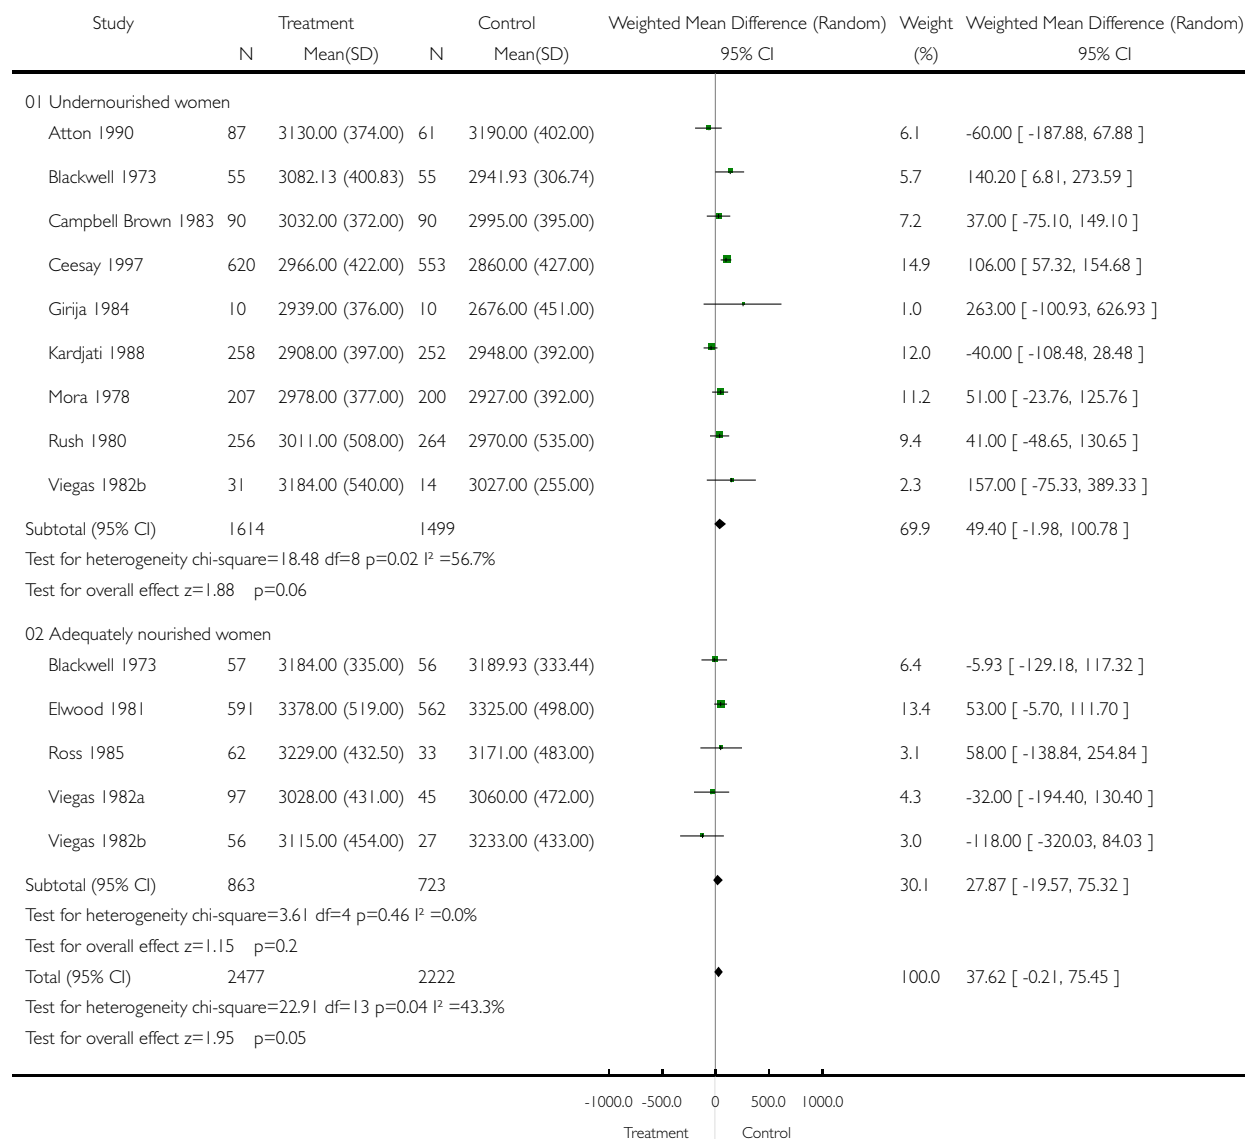 Study Treatment Control Weighted Mean Difference (Random) Weight Weighted Mean Difference (Random)
N Mean(SD) N Mean(SD) 95% CI (%) 95% CI
01 Undernourished women
Atton 1990 87 3130.00 (374.00) 61 3190.00 (402.00) 6.1 -60.00 [ -187.88, 67.88 ]
Blackwell 1973 55 3082.13 (400.83) 55 2941.93 (306.74) 5.7 140.20 [ 6.81, 273.59 ]
Campbell Brown 1983 90 3032.00 (372.00) 90 2995.00 (395.00) 7.2 37.00 [ -75.10, 149.10 ]
Ceesay 1997 620 2966.00 (422.00) 553 2860.00 (427.00) 14.9 106.00 [ 57.32, 154.68 ]
Girija 1984 10 2939.00 (376.00) 10 2676.00 (451.00) 1.0 263.00 [ -100.93, 626.93 ]
Kardjati 1988 258 2908.00 (397.00) 252 2948.00 (392.00) 12.0 -40.00 [ -108.48, 28.48 ]
Mora 1978 207 2978.00 (377.00) 200 2927.00 (392.00) 11.2 51.00 [ -23.76, 125.76 ]
Rush 1980 256 3011.00 (508.00) 264 2970.00 (535.00) 9.4 41.00 [ -48.65, 130.65 ]
Viegas 1982b 31 3184.00 (540.00) 14 3027.00 (255.00) 2.3 157.00 [ -75.33, 389.33 ]
Subtotal (95% CI) 1614 1499 69.9 49.40 [ -1.98, 100.78 ]
Test for heterogeneity chi-square=18.48 df=8 p=0.02 I² =56.7%
Test for overall effect z=1.88 p=0.06
02 Adequately nourished women
Blackwell 1973 57 3184.00 (335.00) 56 3189.93 (333.44) 6.4 -5.93 [ -129.18, 117.32 ]
Elwood 1981 591 3378.00 (519.00) 562 3325.00 (498.00) 13.4 53.00 [ -5.70, 111.70 ]
Ross 1985 62 3229.00 (432.50) 33 3171.00 (483.00) 3.1 58.00 [ -138.84, 254.84 ]
Viegas 1982a 97 3028.00 (431.00) 45 3060.00 (472.00) 4.3 -32.00 [ -194.40, 130.40 ]
Viegas 1982b 56 3115.00 (454.00) 27 3233.00 (433.00) 3.0 -118.00 [ -320.03, 84.03 ]
Subtotal (95% CI) 863 723 30.1 27.87 [ -19.57, 75.32 ]
Test for heterogeneity chi-square=3.61 df=4 p=0.46 I² =0.0%
Test for overall effect z=1.15 p=0.2
Total (95% CI) 2477 2222 100.0 37.62 [ -0.21, 75.45 ]
Test for heterogeneity chi-square=22.91 df=13 p=0.04 I² =43.3%
Test for overall effect z=1.95 p=0.05
-1000.0 -500.0 0 500.0 1000.0
Treatment Control